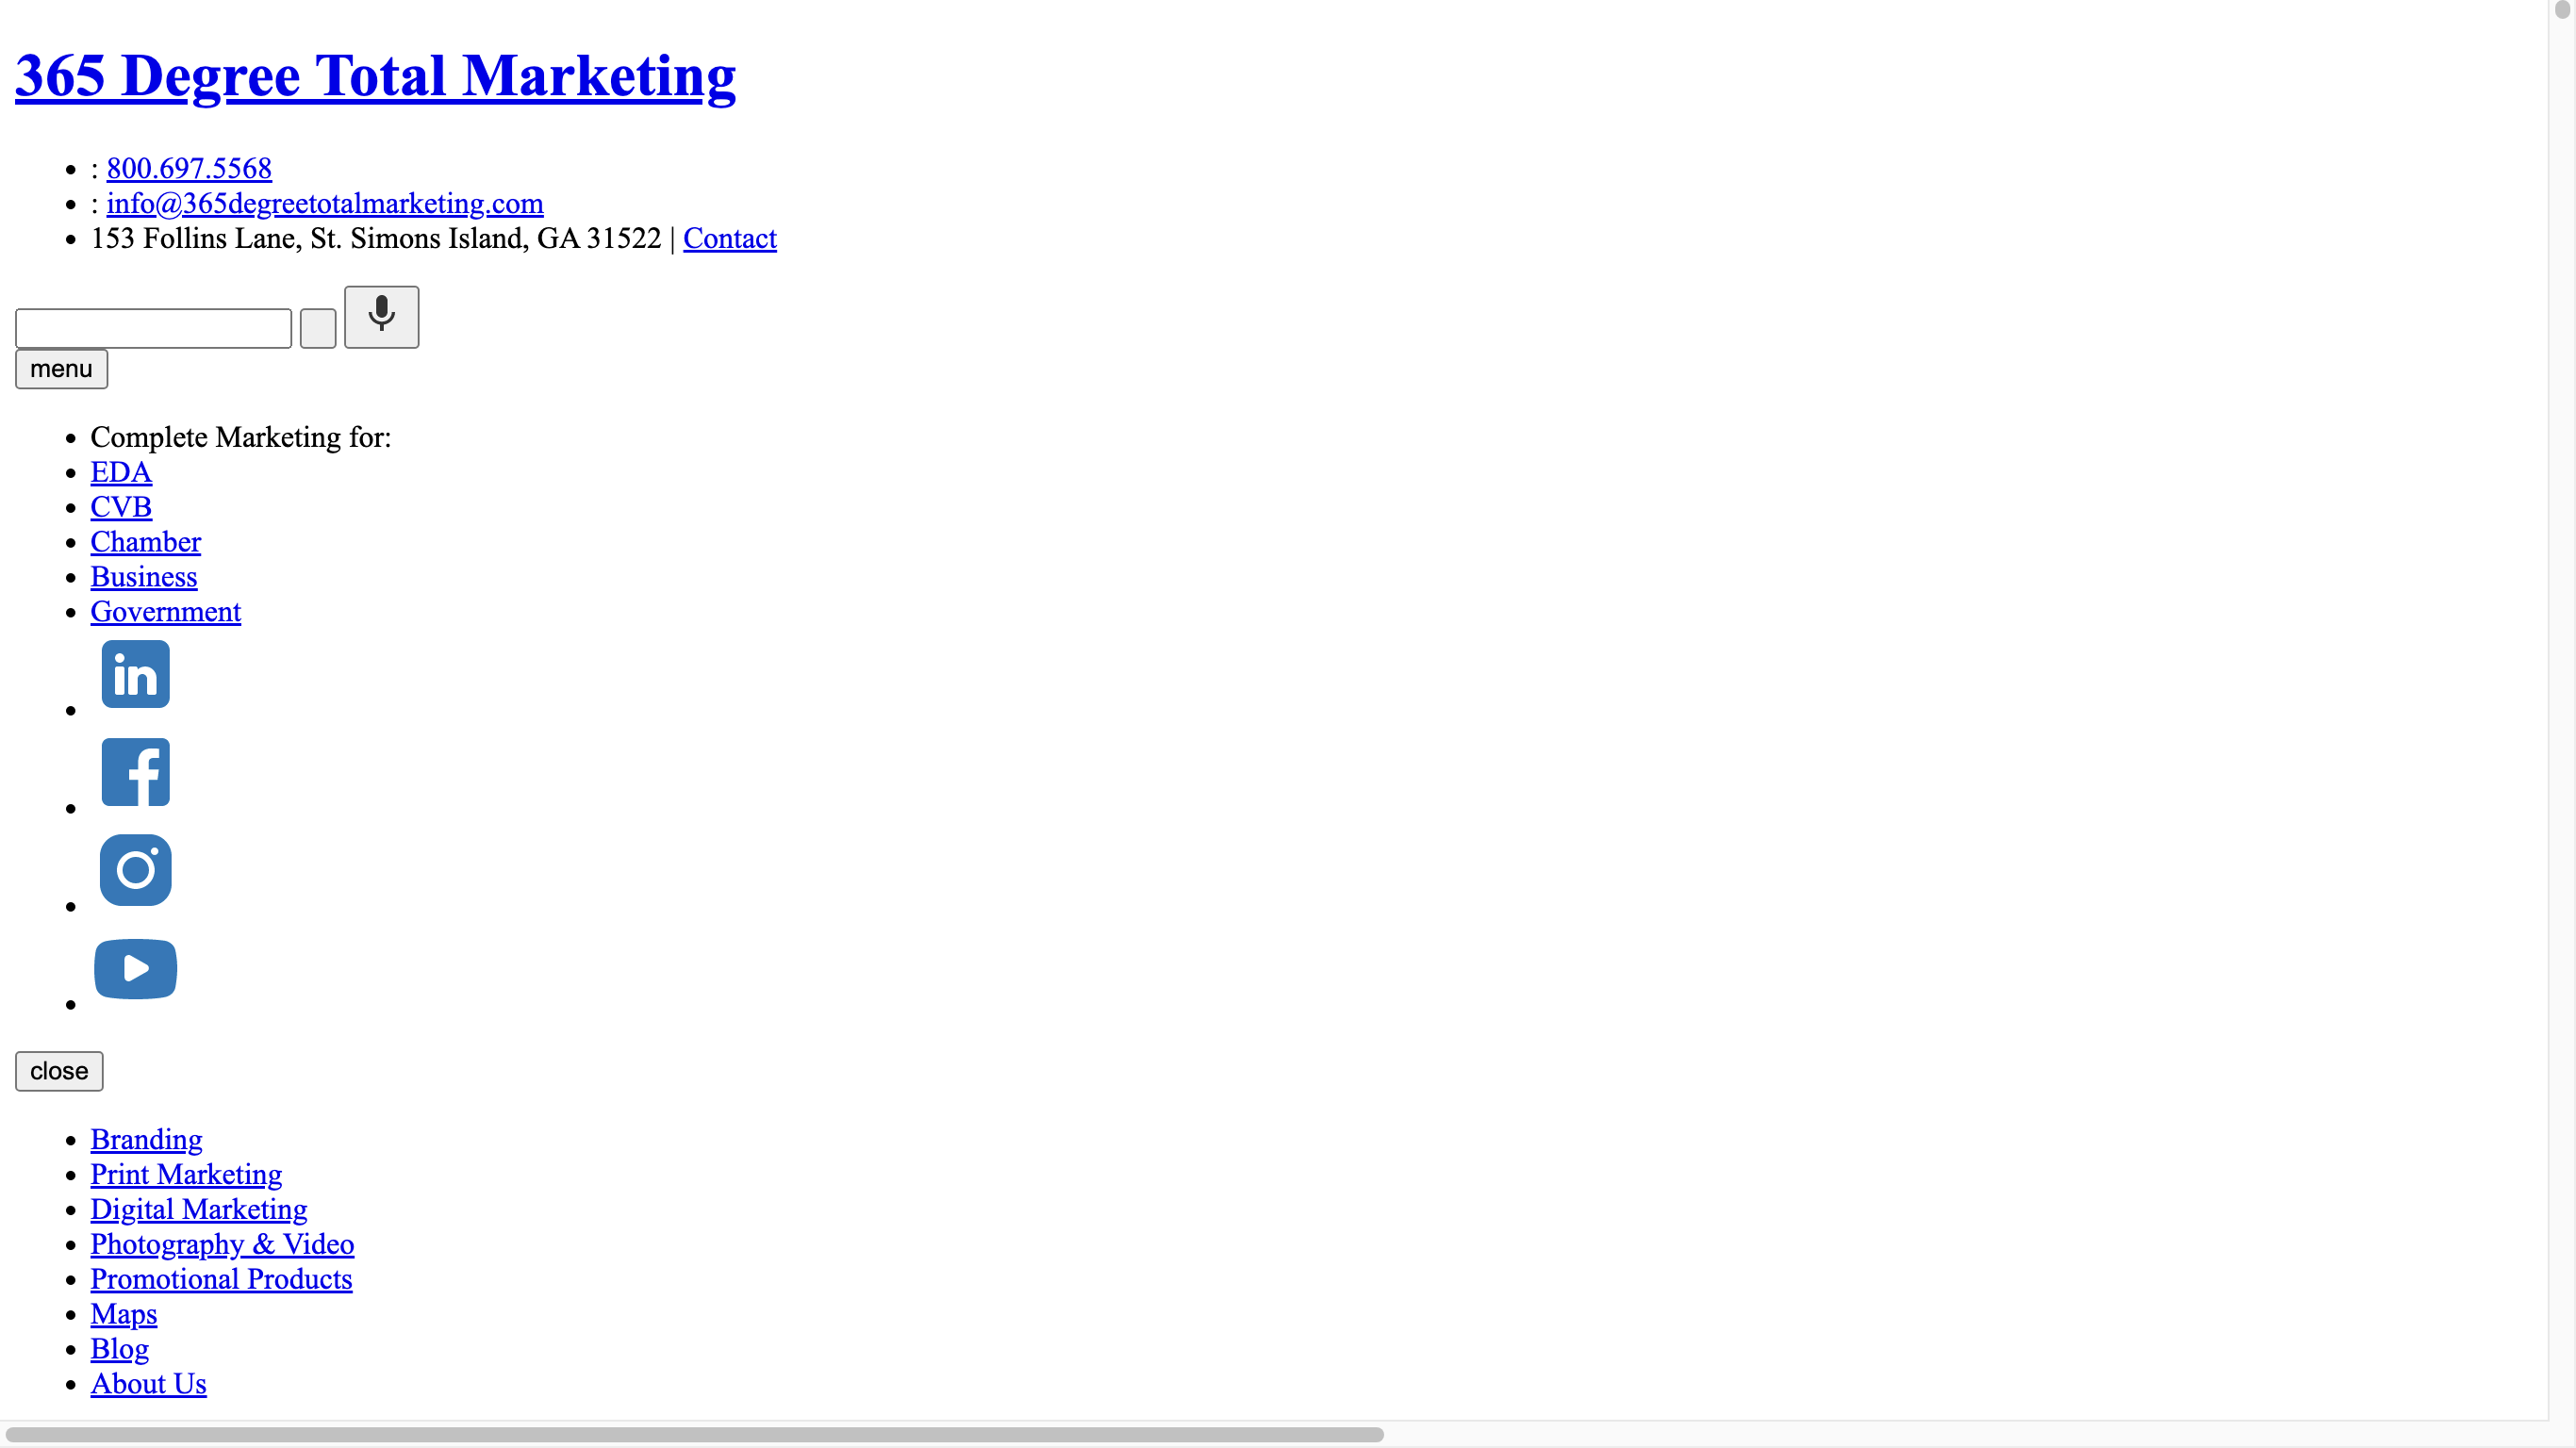 365 Degree Total Marketing
: 800.697.5568
: info@365degreetotalmarketing.com
153 Follins Lane, St. Simons Island, GA 31522 | Contact
menu
Complete Marketing for:
EDA
CVB
Chamber
Business
Government
in
f
close
Branding
Print Marketing
Digital Marketing
Photography & Video
Promotional Products
Maps
Blog
About Us